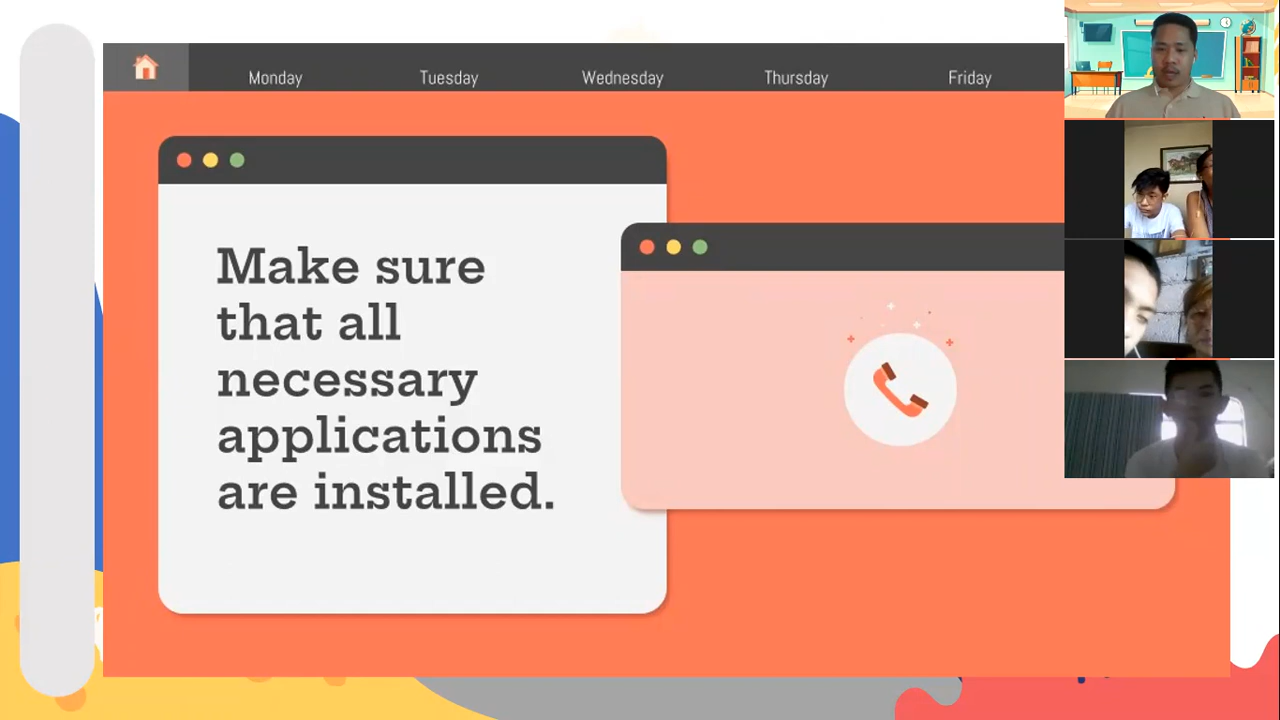 Monday Tuesday Wednesday Thursday Friday
Make sure
that all
necessary
applications
are installed.